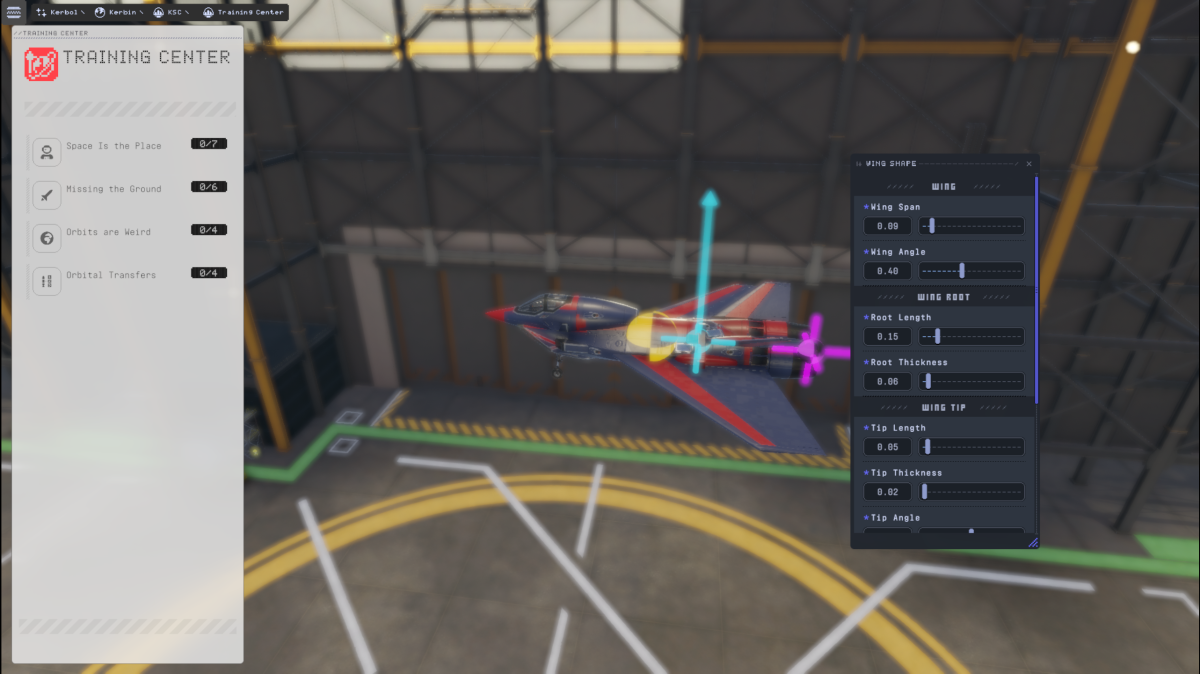 Kerbol
Kerbin
KSC
Training Center
//TRAINING CENTER
TRAINING CENTER
Space Is the Place
0/7
Missing the Ground
0/6
Orbits are Weird
0/4
Orbital Transfers
0/4
WING SHAPE
WING
*Wing Span
0.09
*Wing Angle
0.40
WING ROOT
*Root Length
0.15
*Root Thickness
0.06
WING TIP
*Tip Length
0.05
*Tip Thickness
0.02
*Tip Angle